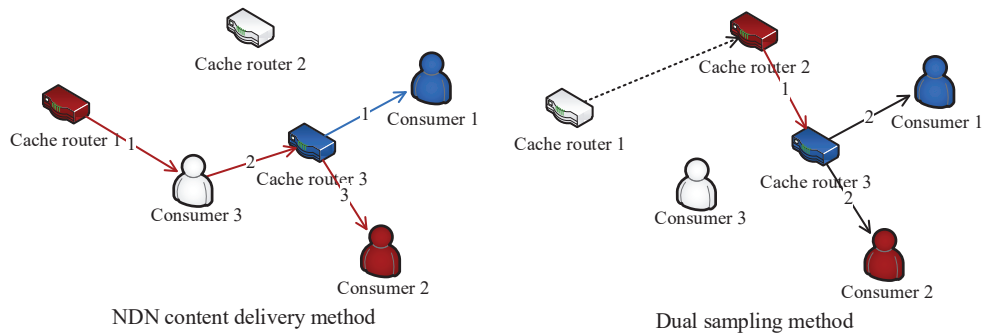 Cache router 2
Cache router 1
1
Consumer 3
2
Cache router 3
1
Consumer 1
3
Consumer 2
NDN content delivery method
Cache router 2
Cache router 1
1
Cache router 3
2
Consumer 1
Consumer 3
2
Consumer 2
Dual sampling method